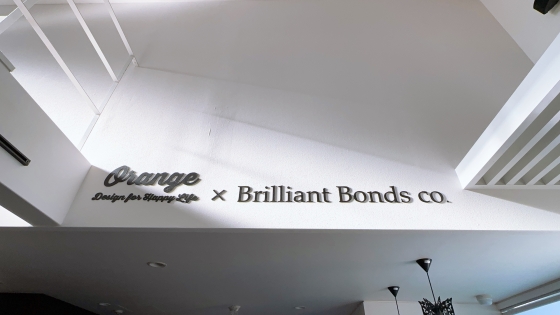 Orange
Design for Happy Life
× Brilliant Bonds co.